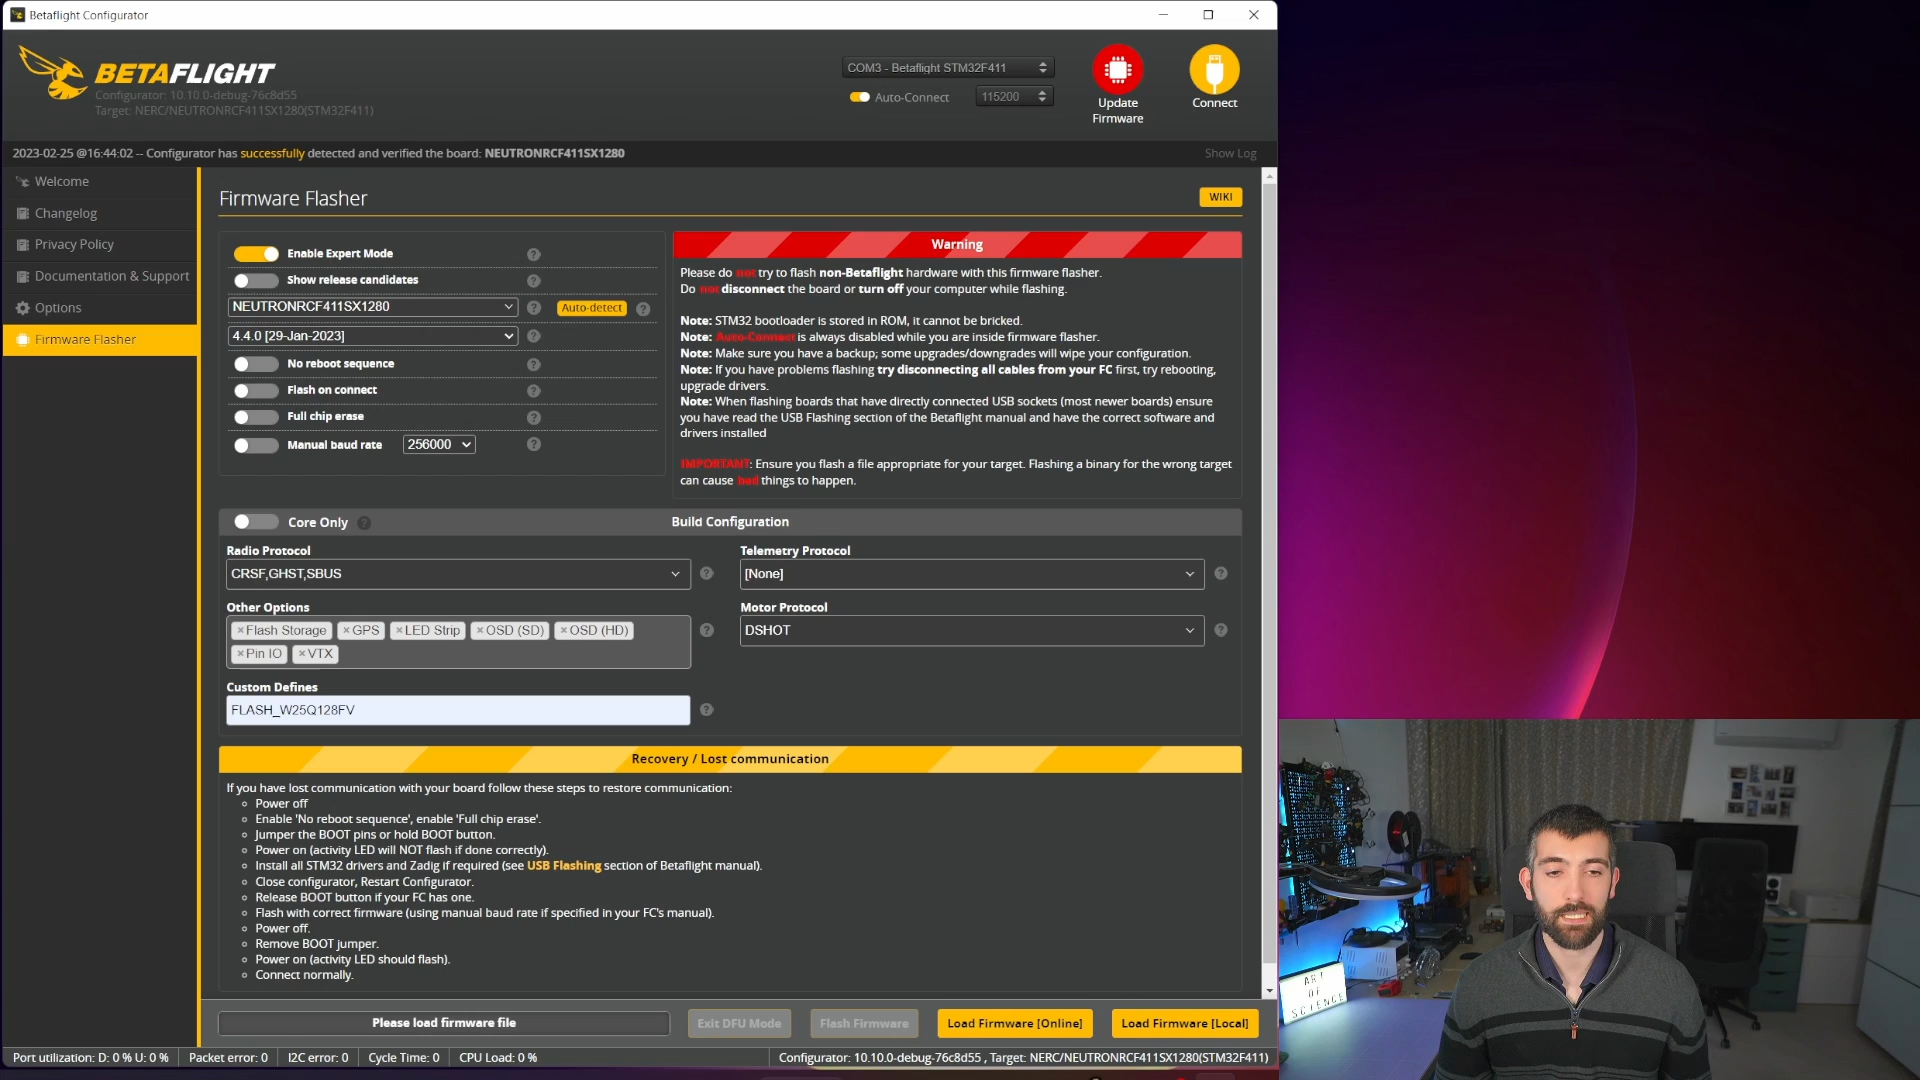 Betaflight Configurator
BETAFLIGHT
Configurator: 10.10.0-debug-76c8d55
Target: NERC/NEUTRONRCF411SX1280(STM32F411)
COM3 - Betaflight STM32F411
Auto-Connect
115200
Update
Firmware
Connect
2023-02-25 @16:44:02 -- Configurator has successfully detected and verified the board: NEUTRONRCF411SX1280
Show Log
Welcome
Changelog
Privacy Policy
Documentation & Support
Options
Firmware Flasher
Firmware Flasher
WIKI
Enable Expert Mode
Show release candidates
NEUTRONRCF411SX1280
Auto-detect
4.4.0 [29-Jan-2023]
No reboot sequence
Flash on connect
Full chip erase
Manual baud rate
256000
Warning
Please do not try to flash non-Betaflight hardware with this firmware flasher.
Do not disconnect the board or turn off your computer while flashing.
Note: STM32 bootloader is stored in ROM, it cannot be bricked.
Note: Auto-Connect is always disabled while you are inside firmware flasher.
Note: Make sure you have a backup; some upgrades/downgrades will wipe your configuration.
Note: If you have problems flashing try disconnecting all cables from your FC first, try rebooting,
upgrade drivers.
Note: When flashing boards that have directly connected USB sockets (most newer boards) ensure
you have read the USB Flashing section of the Betaflight manual and have the correct software and
drivers installed
IMPORTANT: Ensure you flash a file appropriate for your target. Flashing a binary for the wrong target
can cause bad things to happen.
Core Only
Build Configuration
Radio Protocol
CRSF,GHST,SBUS
Telemetry Protocol
[None]
Other Options
×Flash Storage ×GPS ×LED Strip ×OSD (SD) ×OSD (HD)
×Pin IO ×VTX
Motor Protocol
DSHOT
Custom Defines
FLASH_W25Q128FV
Recovery / Lost communication
If you have lost communication with your board follow these steps to restore communication:
Power off
Enable 'No reboot sequence', enable 'Full chip erase'.
Jumper the BOOT pins or hold BOOT button.
Power on (activity LED will NOT flash if done correctly).
Install all STM32 drivers and Zadig if required (see USB Flashing section of Betaflight manual).
Close configurator, Restart Configurator.
Release BOOT button if your FC has one.
Flash with correct firmware (using manual baud rate if specified in your FC's manual).
Power off.
Remove BOOT jumper.
Power on (activity LED should flash).
Connect normally.
Please load firmware file
Exit DFU Mode
Flash Firmware
Load Firmware [Online]
Load Firmware [Local]
Port utilization: D: 0 % U: 0 %
Packet error: 0
I2C error: 0
Cycle Time: 0
CPU Load: 0 %
Configurator: 10.10.0-debug-76c8d55 , Target: NERC/NEUTRONRCF411SX1280(STM32F411)
ART
OF
SCIENCE